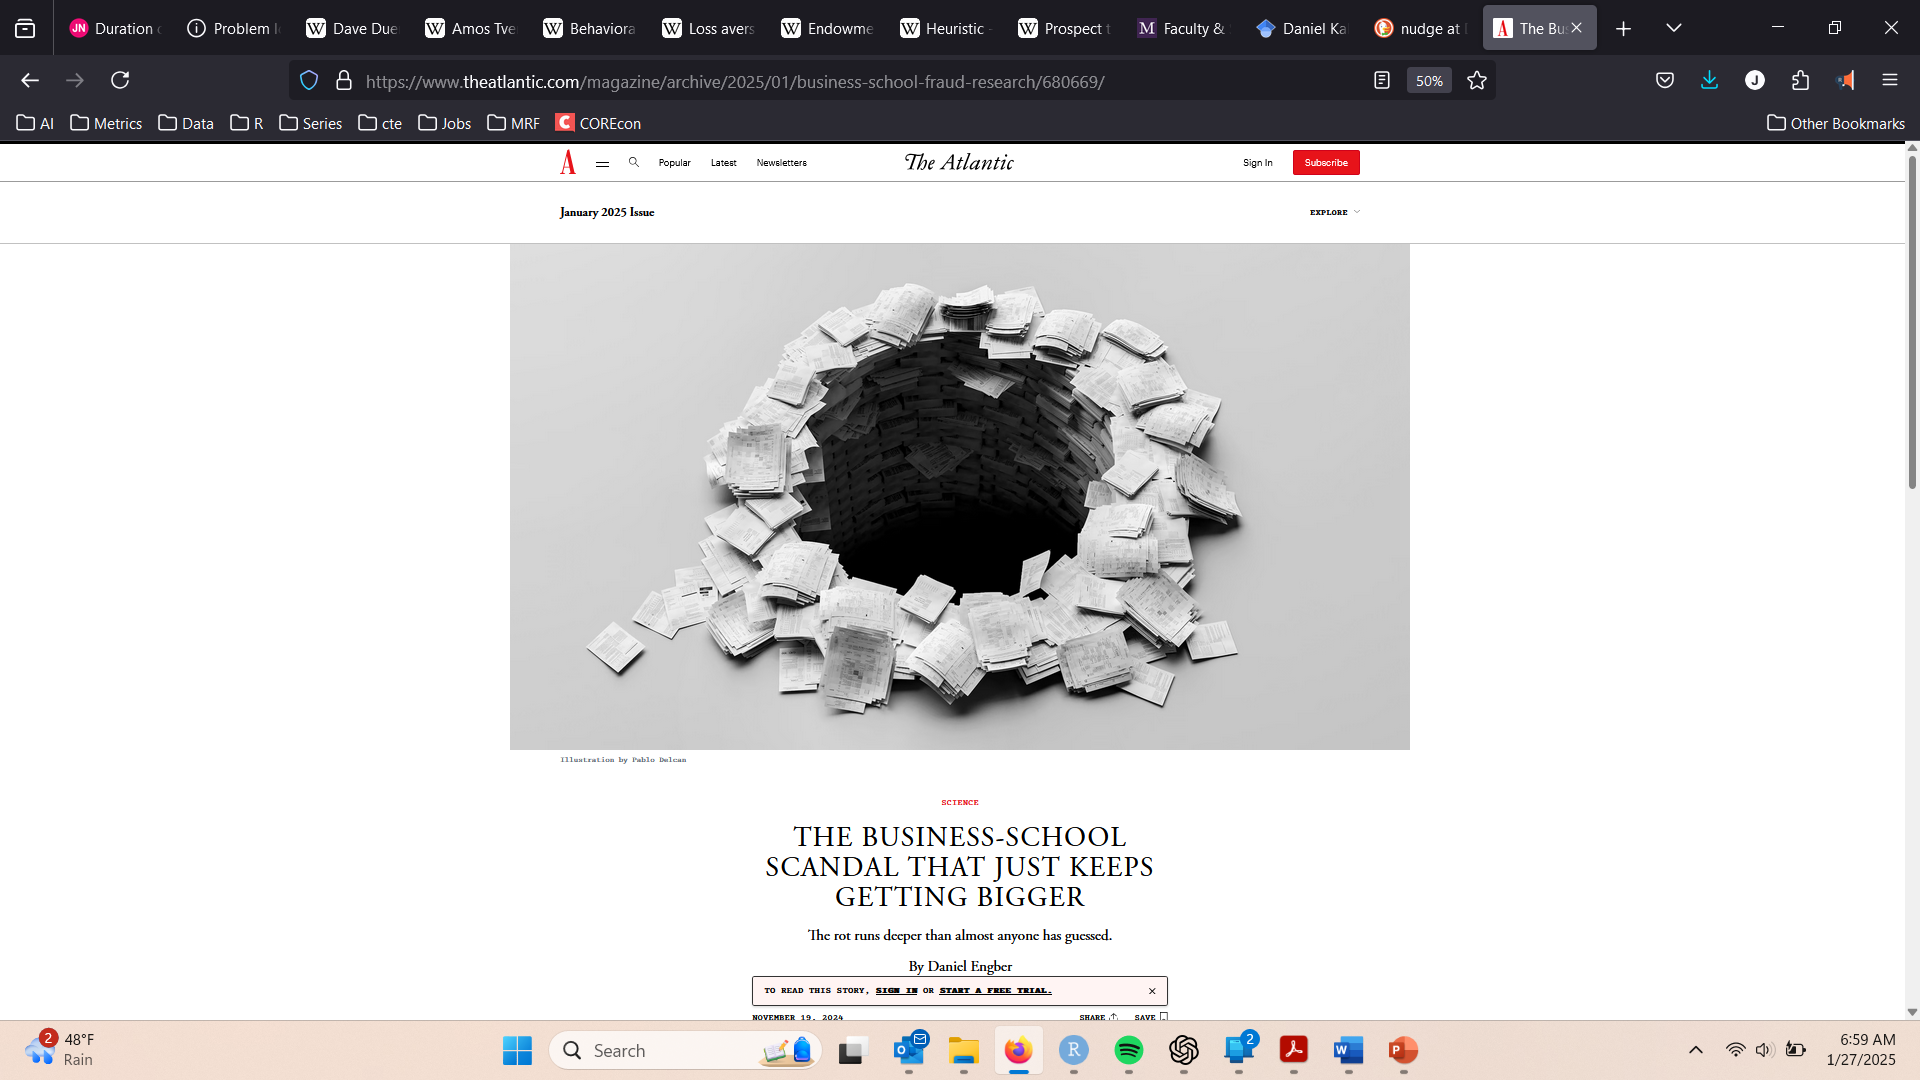 Duration
Problem
Dave Due
Amos Tve
Behaviora
Loss avers
Endowme
Heuristic -
Prospect t
Faculty &
Daniel Ka
nudge at
The Bu
https://www.theatlantic.com/magazine/archive/2025/01/business-school-fraud-research/680669/
50%
AI
Metrics
Data
R
Series
cte
Jobs
MRF
COREcon
Other Bookmarks
Popular
Latest
Newsletters
The Atlantic
Sign In
Subscribe
January 2025 Issue
EXPLORE
Illustration by Pablo Delcan
SCIENCE
THE BUSINESS-SCHOOL
SCANDAL THAT JUST KEEPS
GETTING BIGGER
The rot runs deeper than almost anyone has guessed.
By Daniel Engber
TO READ THIS STORY, SIGN IN OR START A FREE TRIAL.
NOVEMBER 19, 2024
SHARE
SAVE
2
48°F
Rain
Search
2
6:59 AM
1/27/2025